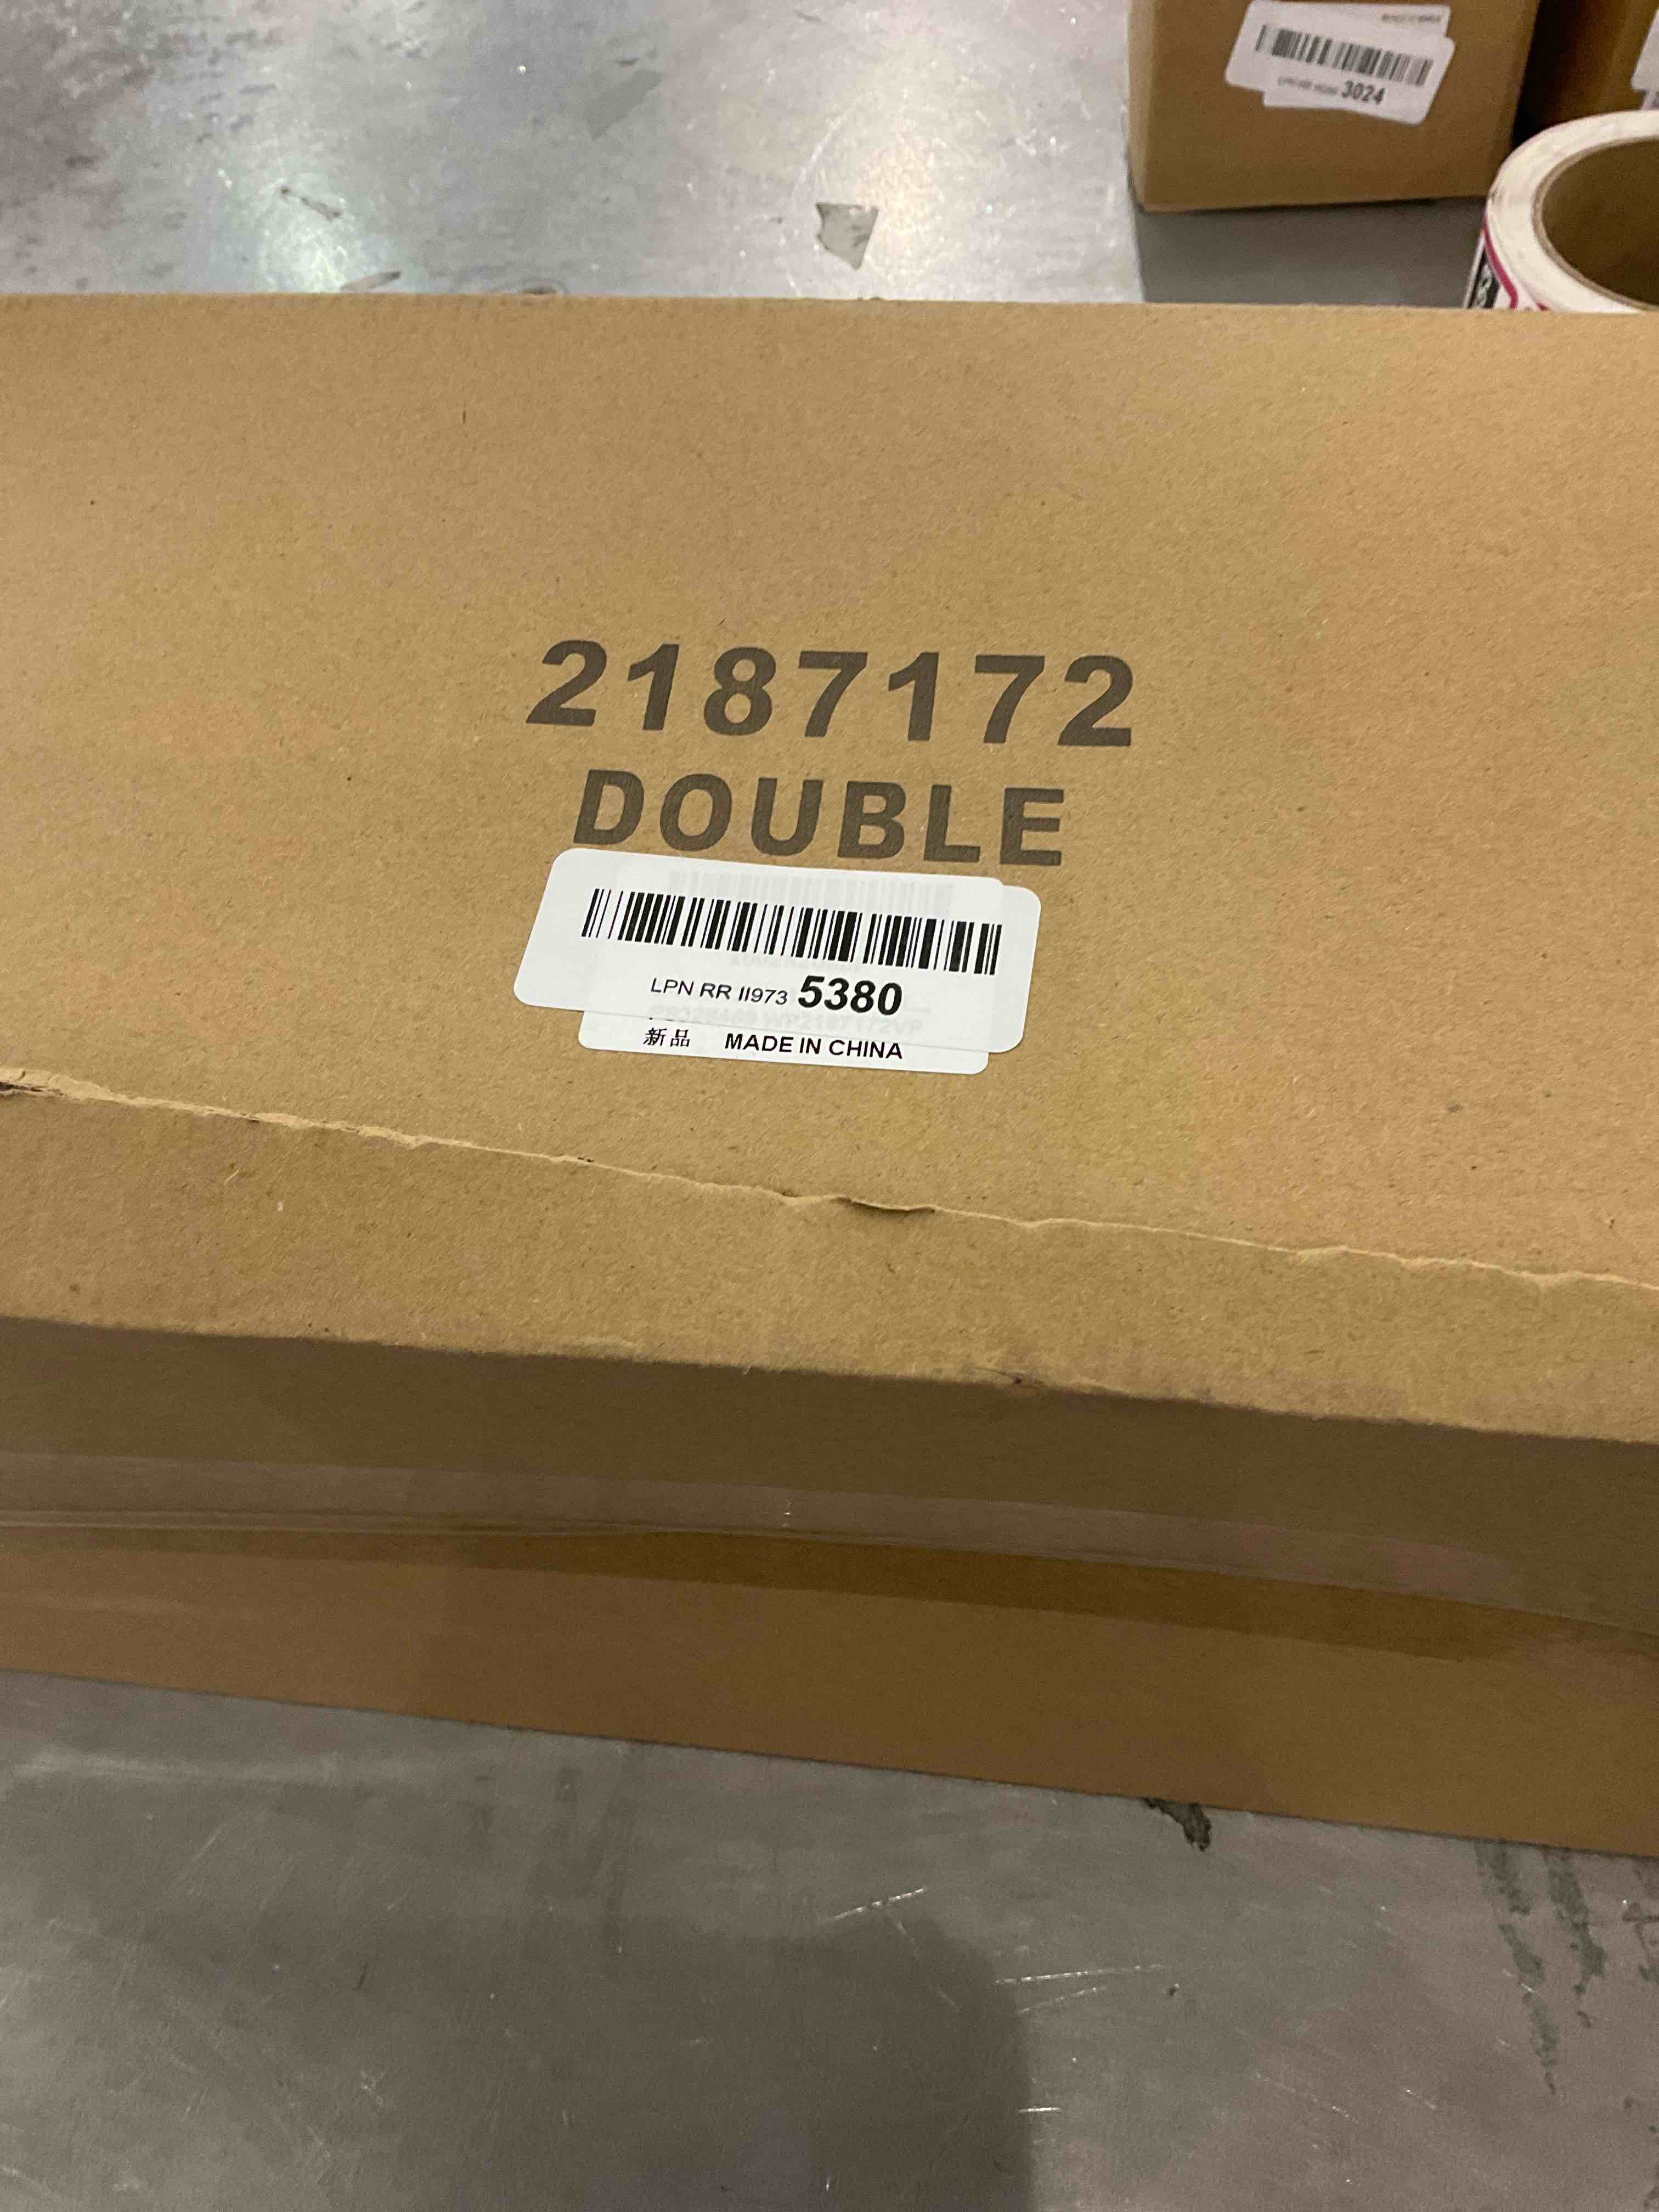 3024
2187172
DOUBLE
LPN RR II973 5380
新品 MADE IN CHINA